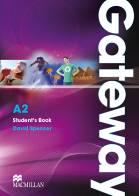 Gateway
A2
Student's Book
David Spencer
MACMILLAN